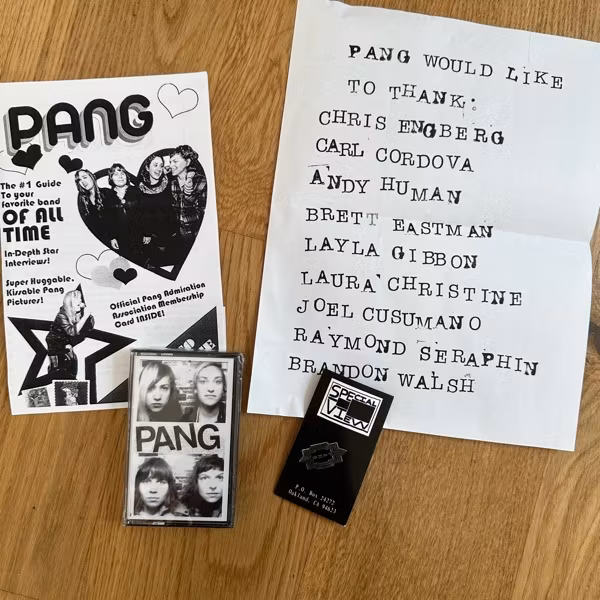 PANG
The #1 Guide
To your
favorite band
OF ALL
TIME
In-Depth Star
Interviews!
Super Huggable,
Kissable Pang
Pictures!
Official Pang Admiration
Association Membership
Card INSIDE!
PANG WOULD LIKE
TO THANK:
CHRIS ENGBERG
CARL CORDOVA
ANDY HUMAN
BRETT EASTMAN
LAYLA GIBBON
LAURA CHRISTINE
JOEL CUSUMANO
RAYMOND SERAPHIN
BRANDON WALSH
PANG
SPECIAL
VIEW
P.O. Box 20272
Oakland, CA 94623